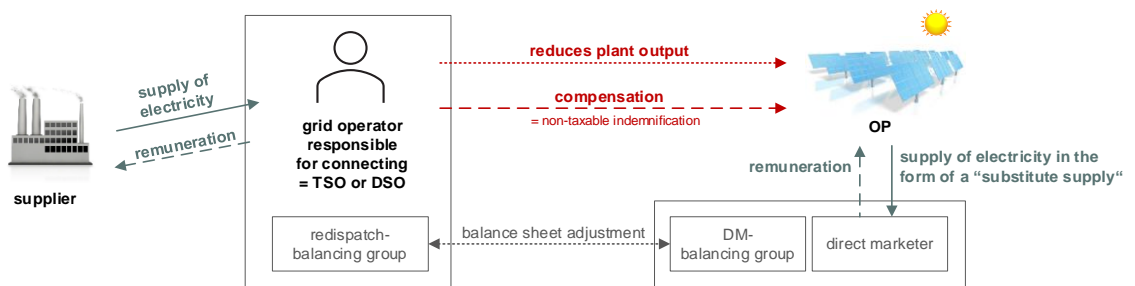 supply of
electricity
remuneration
supplier
grid operator
responsible
for connecting
= TSO or DSO
redispatch-
balancing group
reduces plant output
compensation
= non-taxable indemnification
OP
remuneration
supply of electricity in the
form of a “substitute supply“
balance sheet adjustment
DM-
balancing group
direct marketer